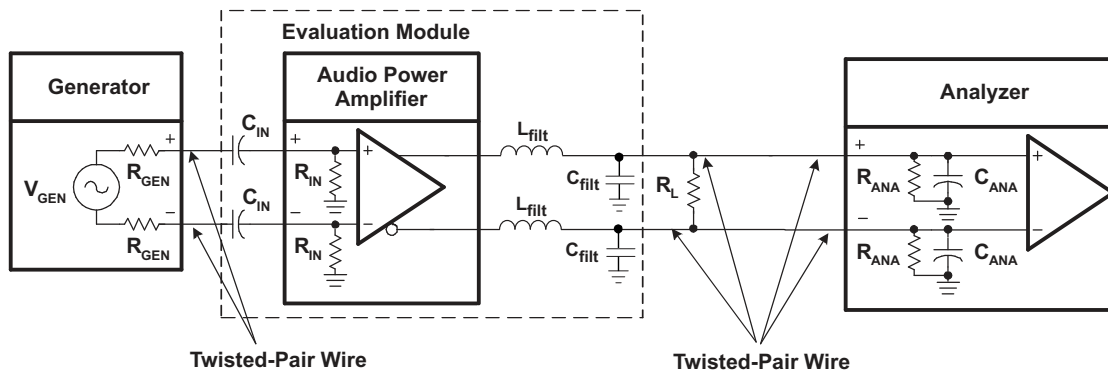 Evaluation Module
Generator
Audio Power
Amplifier
Analyzer
C_IN
L_filt
+
+
+
+
+
R_GEN
R_IN
C_filt
R_L
R_ANA
C_ANA
V_GEN
−
C_IN
−
−
L_filt
−
−
R_GEN
R_IN
C_filt
R_ANA
C_ANA
Twisted-Pair Wire
Twisted-Pair Wire